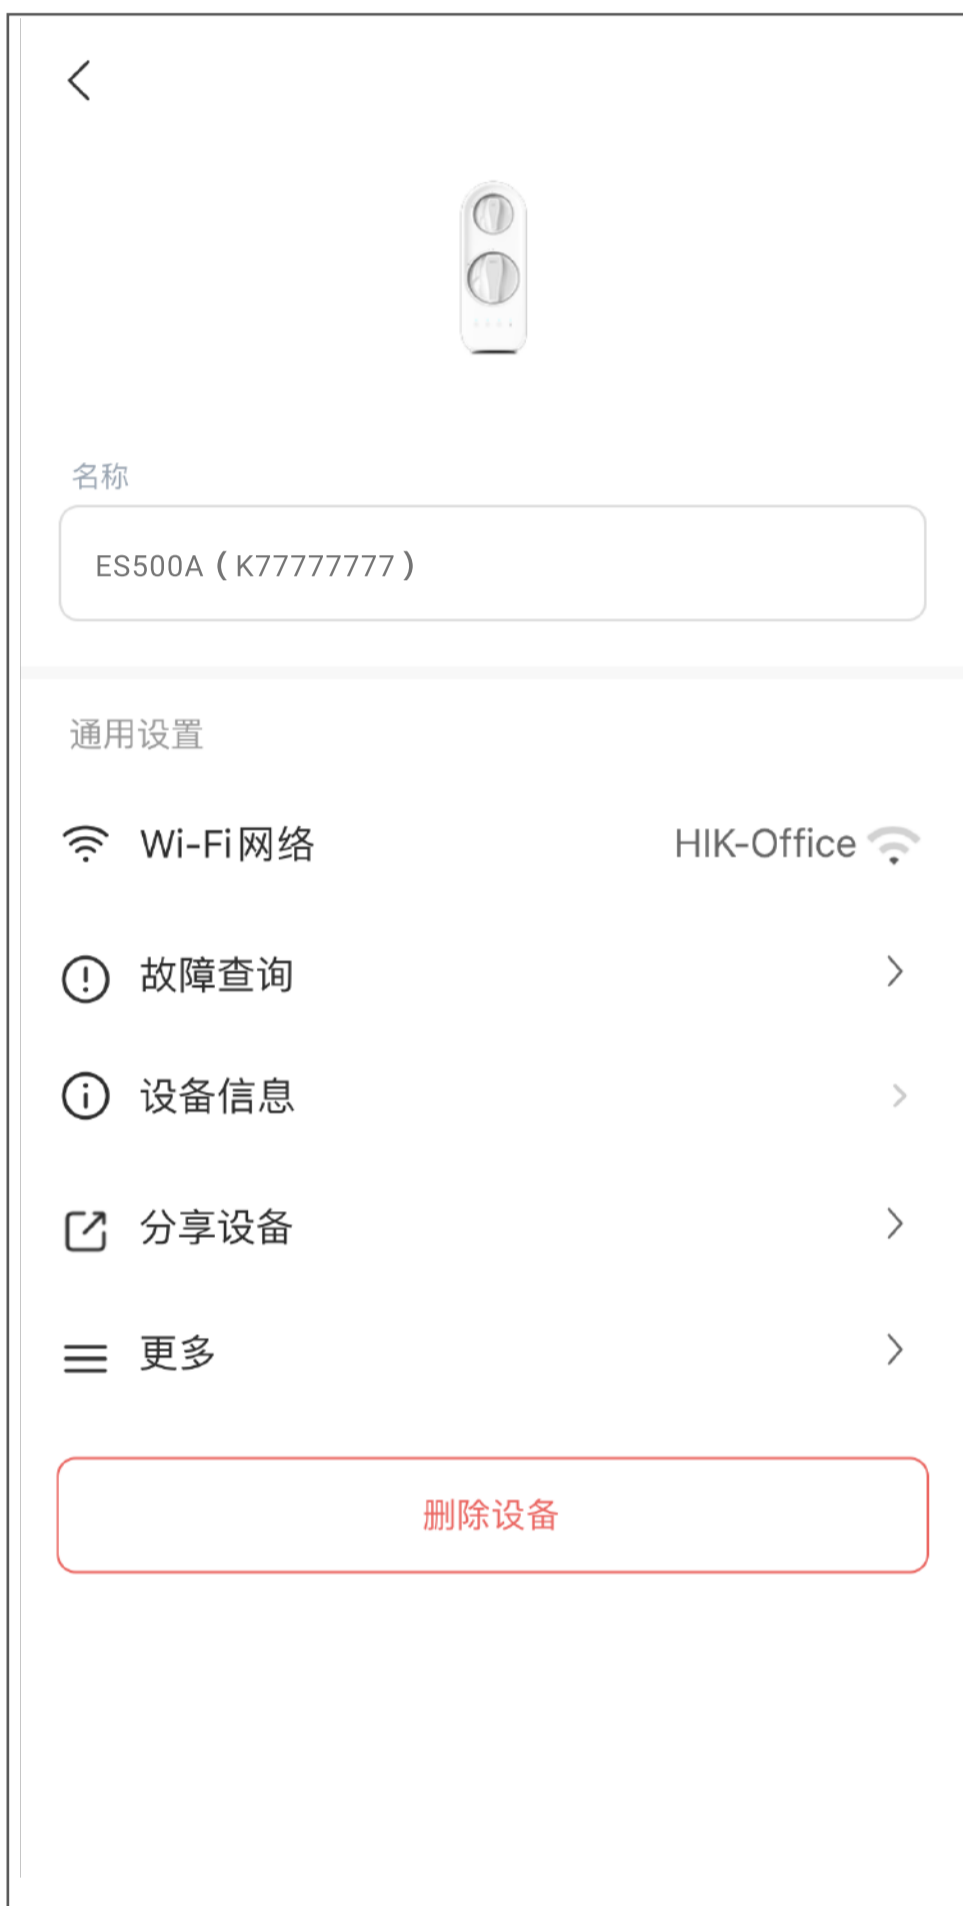 名称
ES500A（K77777777）
通用设置
Wi-Fi网络 HIK-Office
故障查询
设备信息
分享设备
更多
删除设备